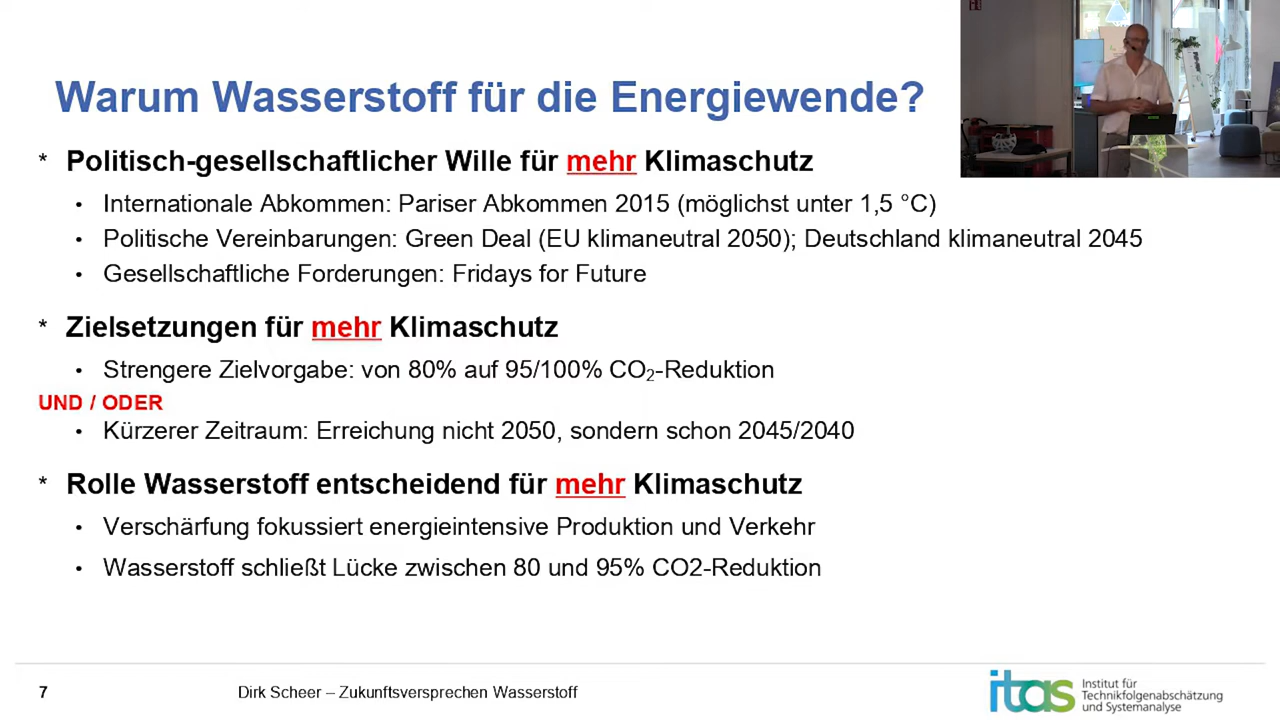 Warum Wasserstoff für die Energiewende?
* Politisch-gesellschaftlicher Wille für mehr Klimaschutz
• Internationale Abkommen: Pariser Abkommen 2015 (möglichst unter 1,5 °C)
• Politische Vereinbarungen: Green Deal (EU klimaneutral 2050); Deutschland klimaneutral 2045
• Gesellschaftliche Forderungen: Fridays for Future
* Zielsetzungen für mehr Klimaschutz
• Strengere Zielvorgabe: von 80% auf 95/100% CO₂-Reduktion
UND / ODER
• Kürzerer Zeitraum: Erreichung nicht 2050, sondern schon 2045/2040
* Rolle Wasserstoff entscheidend für mehr Klimaschutz
• Verschärfung fokussiert energieintensive Produktion und Verkehr
• Wasserstoff schließt Lücke zwischen 80 und 95% CO2-Reduktion
7
Dirk Scheer – Zukunftsversprechen Wasserstoff
itas
Institut für
Technikfolgenabschätzung
und Systemanalyse